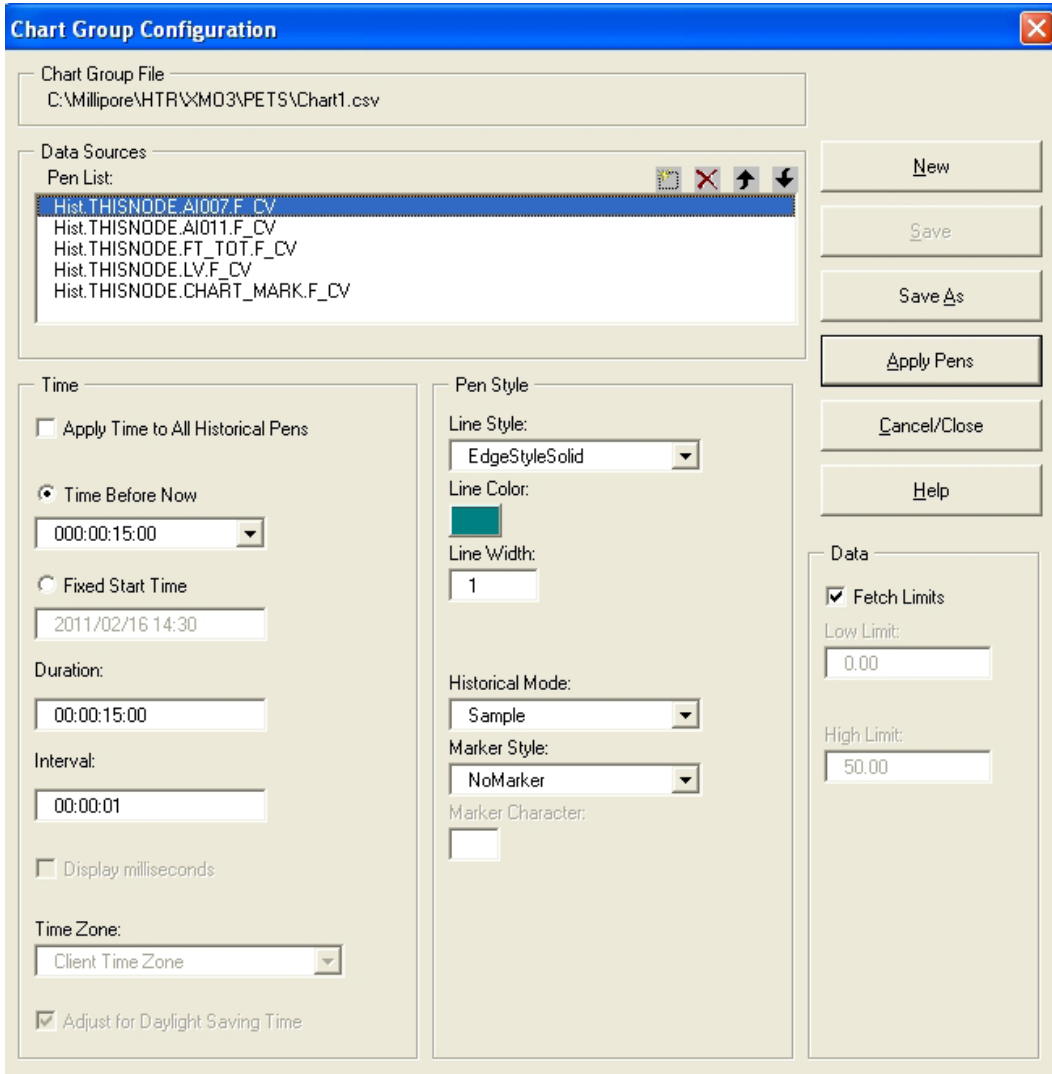 Chart Group Configuration
Chart Group File
C:\Millipore\HTR\XMO3\PETS\Chart1.csv
Data Sources
Pen List:
Hist.THISNODE.AI007.F_CV
Hist.THISNODE.AI011.F_CV
Hist.THISNODE.FT_TOT.F_CV
Hist.THISNODE.LV.F_CV
Hist.THISNODE.CHART_MARK.F_CV
New
Save
Save As
Apply Pens
Cancel/Close
Help
Time
Apply Time to All Historical Pens
Time Before Now
000:00:15:00
Fixed Start Time
2011/02/16 14:30
Duration:
00:00:15:00
Interval:
00:00:01
Display milliseconds
Time Zone:
Client Time Zone
Adjust for Daylight Saving Time
Pen Style
Line Style:
EdgeStyleSolid
Line Color:
Line Width:
1
Historical Mode:
Sample
Marker Style:
NoMarker
Marker Character:
Data
Fetch Limits
Low Limit:
0.00
High Limit:
50.00